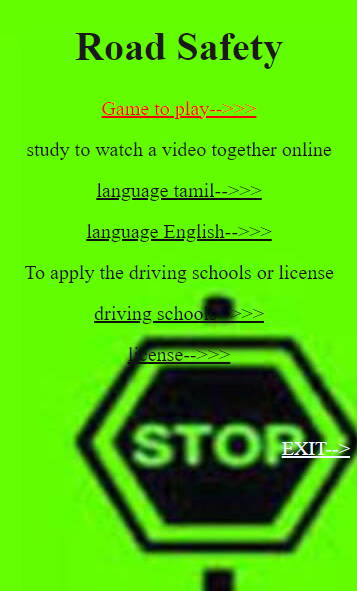 Road Safety
Game to play-->>>
study to watch a video together online
language tamil-->>>
language English-->>>
To apply the driving schools or license
driving schools-->>>
license-->>>
STOP
EXIT-->